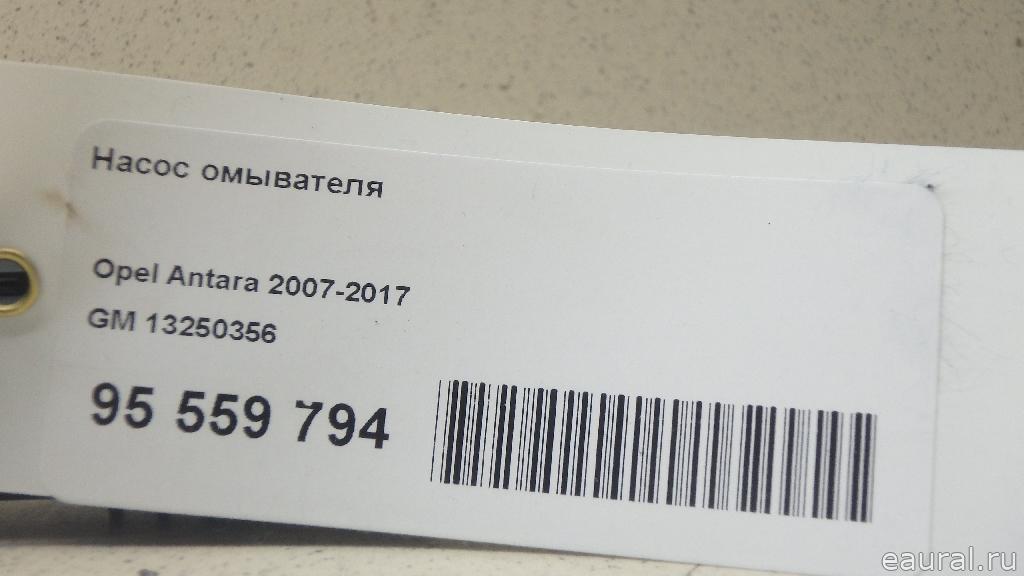 Насос омывателя
Opel Antara 2007-2017
GM 13250356
95 559 794
eaural.ru